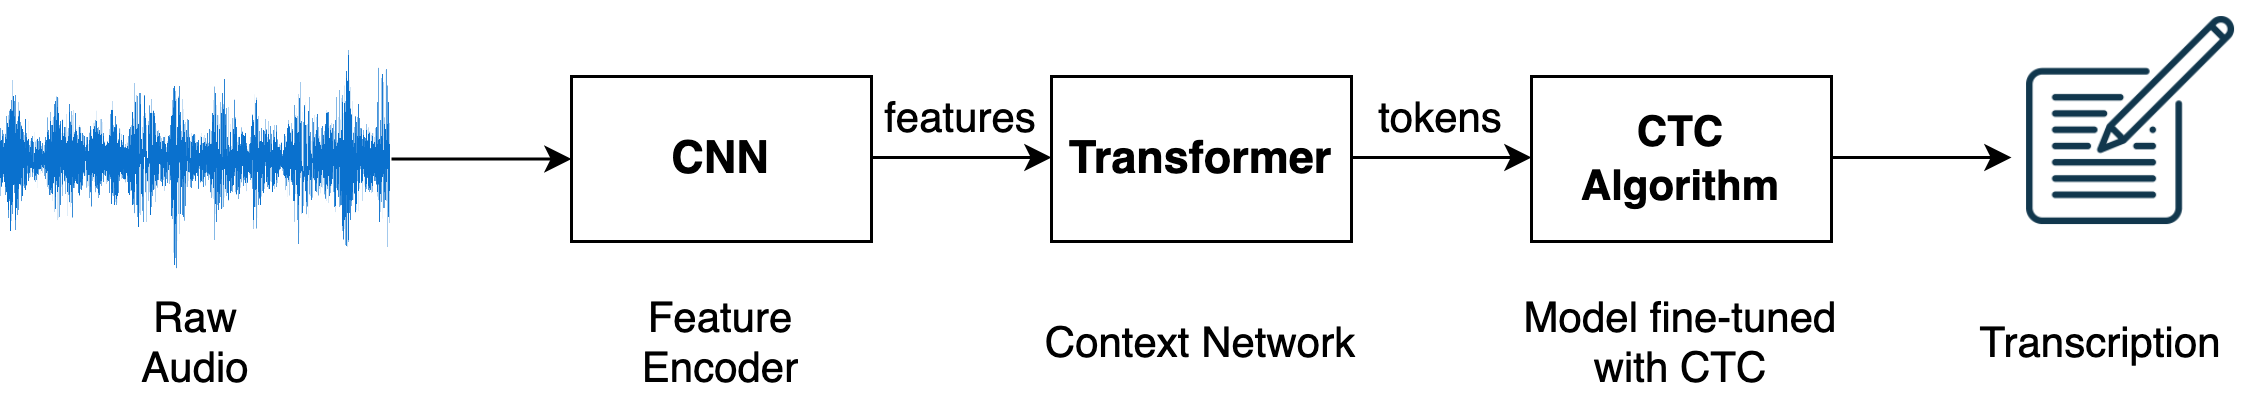 CNN
features
Transformer
tokens
CTC
Algorithm
Raw
Audio
Feature
Encoder
Context Network
Model fine-tuned
with CTC
Transcription